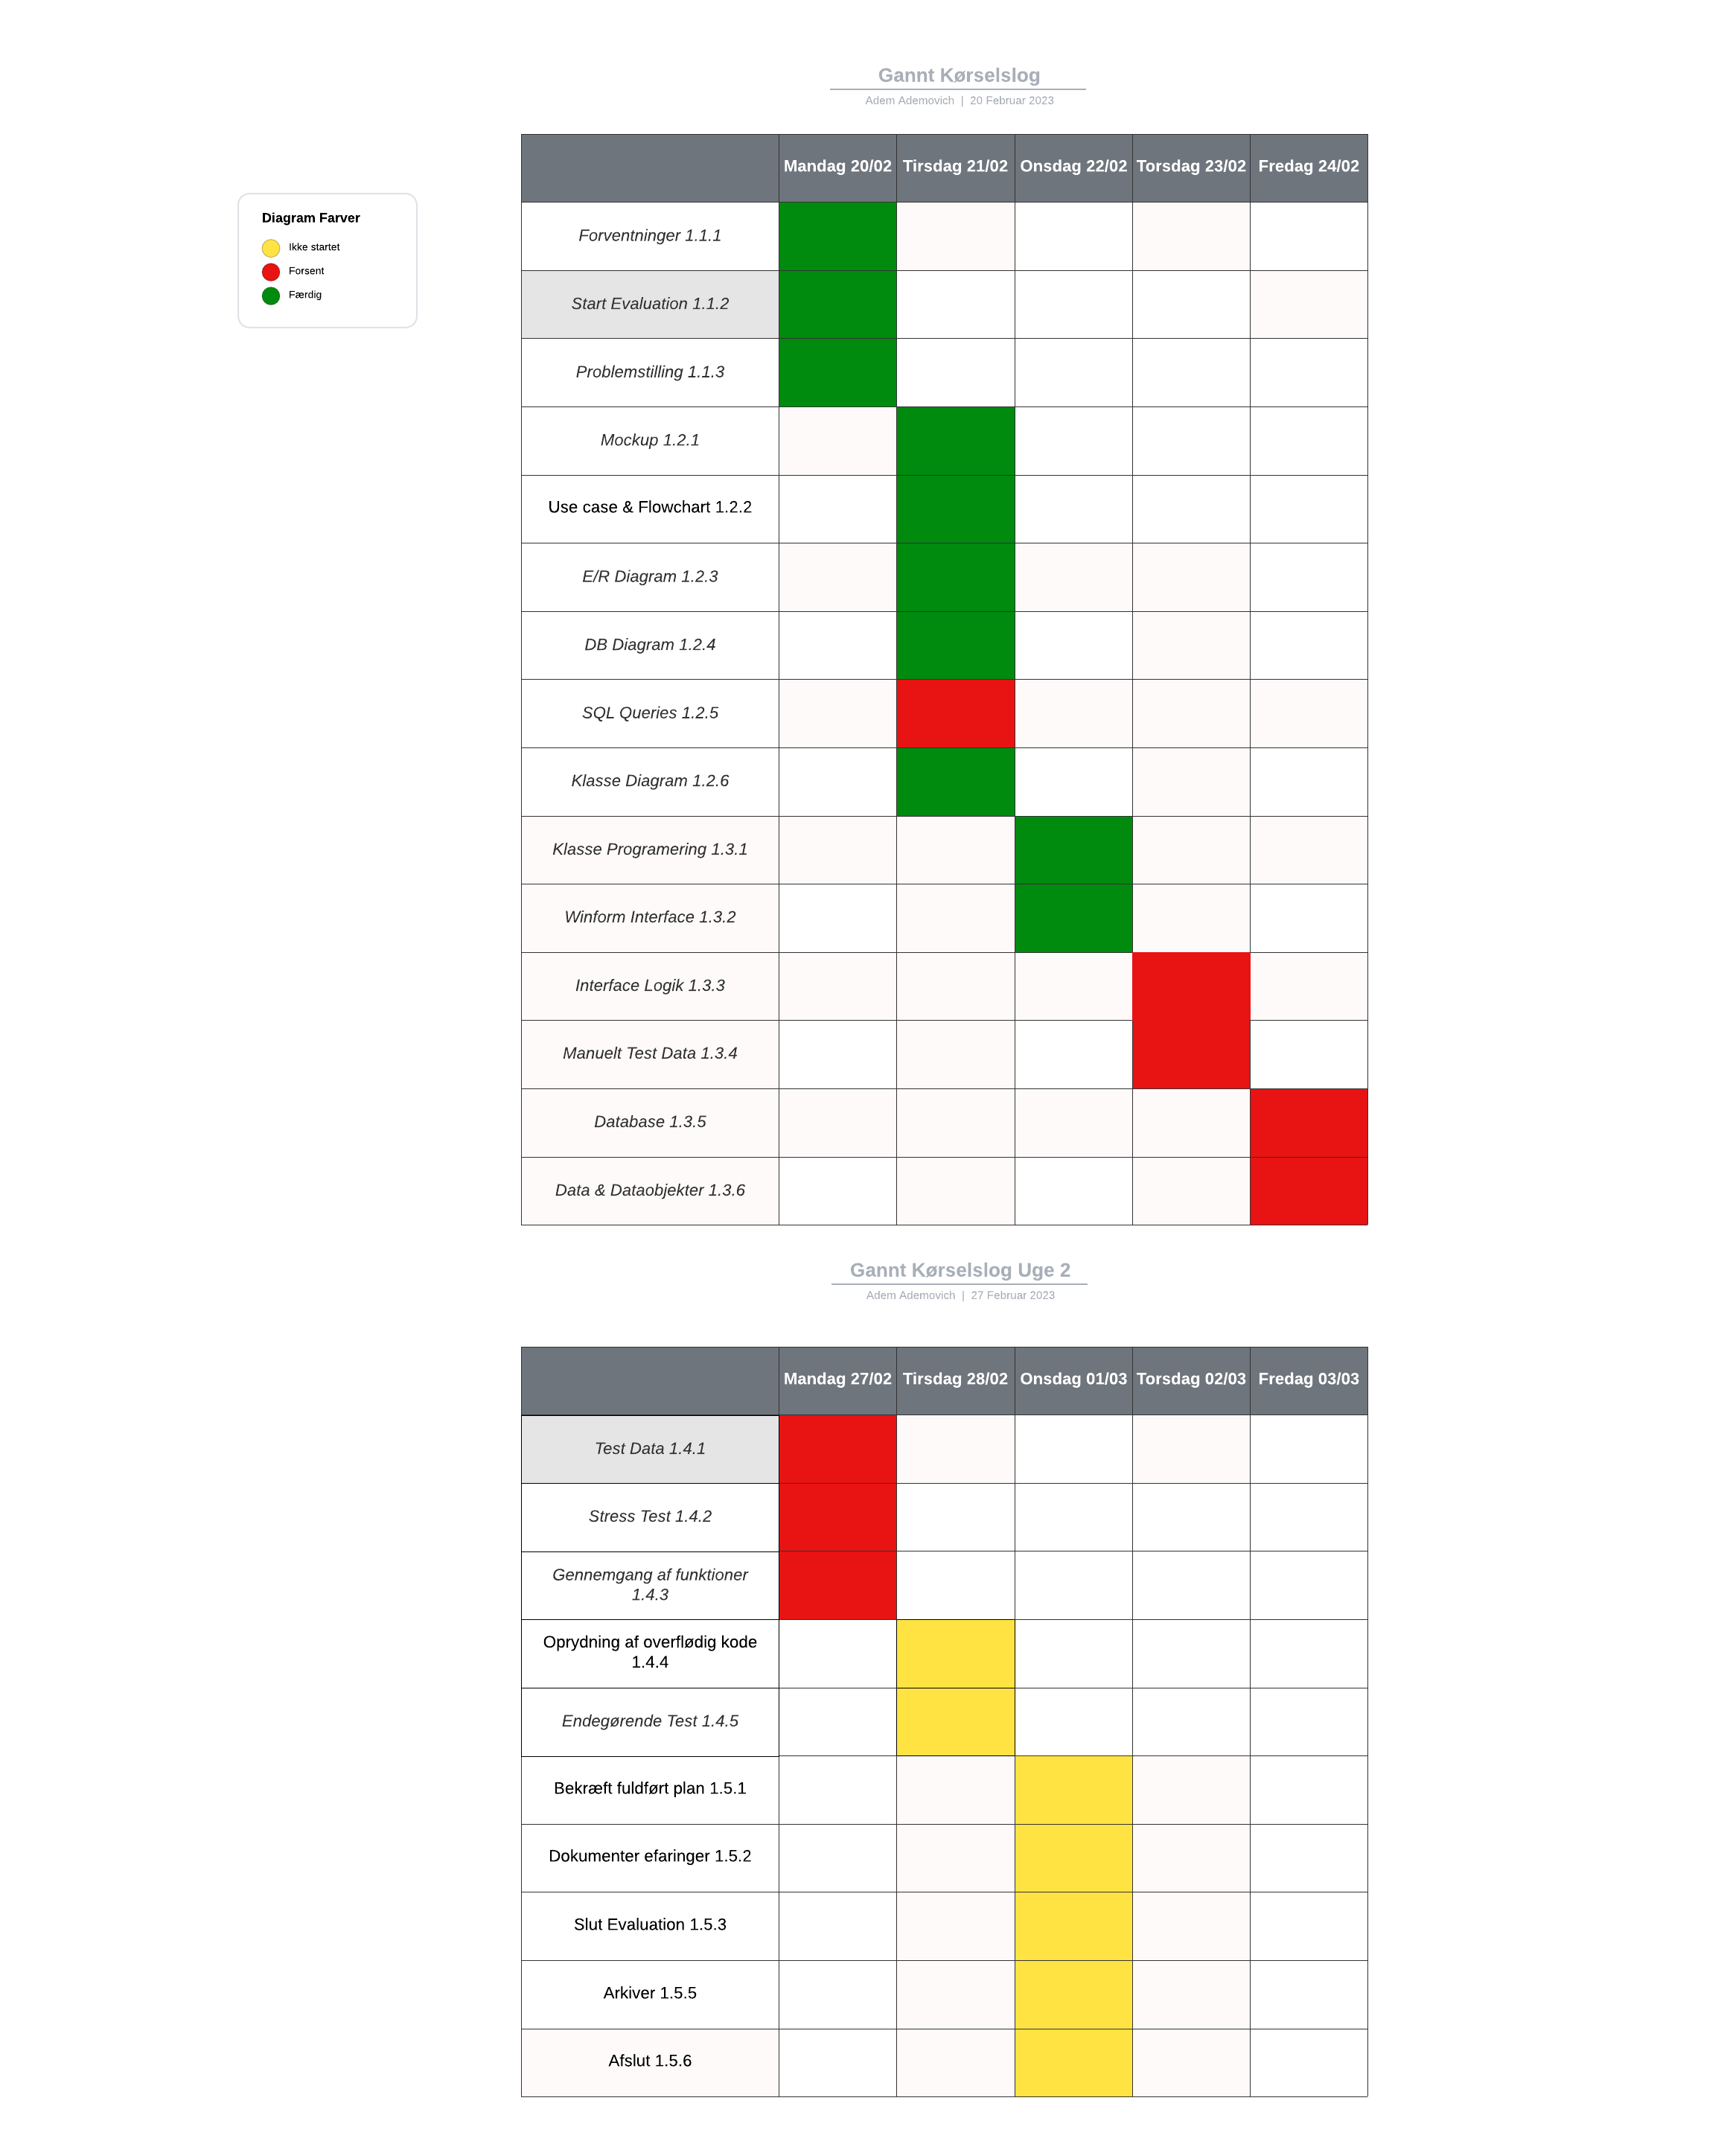 Gannt Kørselslog
Adem Ademovich | 20 Februar 2023
Diagram Farver
Ikke startet
Forsent
Færdig
Mandag 20/02 Tirsdag 21/02 Onsdag 22/02 Torsdag 23/02 Fredag 24/02
Forventninger 1.1.1
Start Evaluation 1.1.2
Problemstilling 1.1.3
Mockup 1.2.1
Use case & Flowchart 1.2.2
E/R Diagram 1.2.3
DB Diagram 1.2.4
SQL Queries 1.2.5
Klasse Diagram 1.2.6
Klasse Programering 1.3.1
Winform Interface 1.3.2
Interface Logik 1.3.3
Manuelt Test Data 1.3.4
Database 1.3.5
Data & Dataobjekter 1.3.6
Gannt Kørselslog Uge 2
Adem Ademovich | 27 Februar 2023
Mandag 27/02 Tirsdag 28/02 Onsdag 01/03 Torsdag 02/03 Fredag 03/03
Test Data 1.4.1
Stress Test 1.4.2
Gennemgang af funktioner
1.4.3
Oprydning af overflødig kode
1.4.4
Endegørende Test 1.4.5
Bekræft fuldført plan 1.5.1
Dokumenter efaringer 1.5.2
Slut Evaluation 1.5.3
Arkiver 1.5.5
Afslut 1.5.6